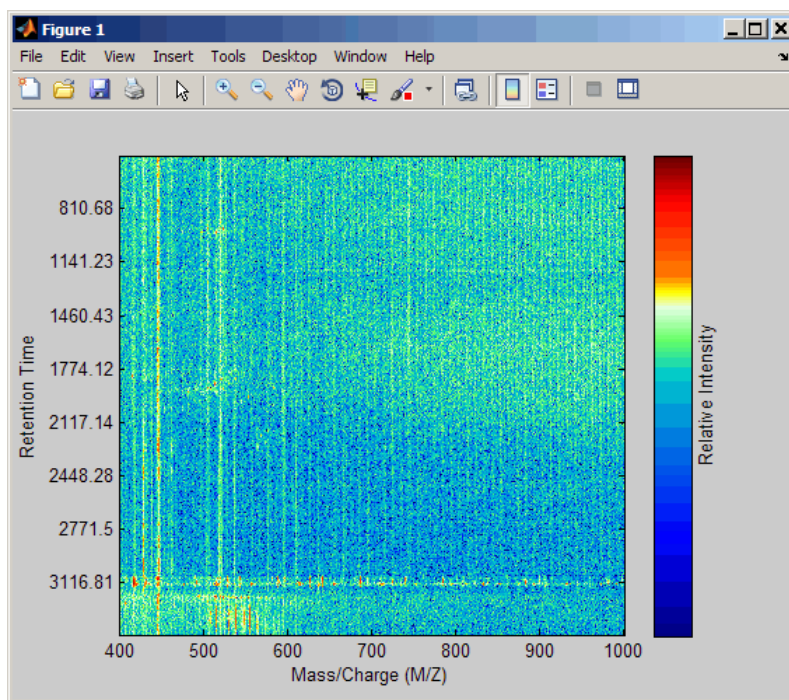 Figure 1
File Edit View Insert Tools Desktop Window Help
810.68
1141.23
1460.43
1774.12
2117.14
2448.28
2771.5
3116.81
Retention Time
400 500 600 700 800 900 1000
Mass/Charge (M/Z)
Relative Intensity